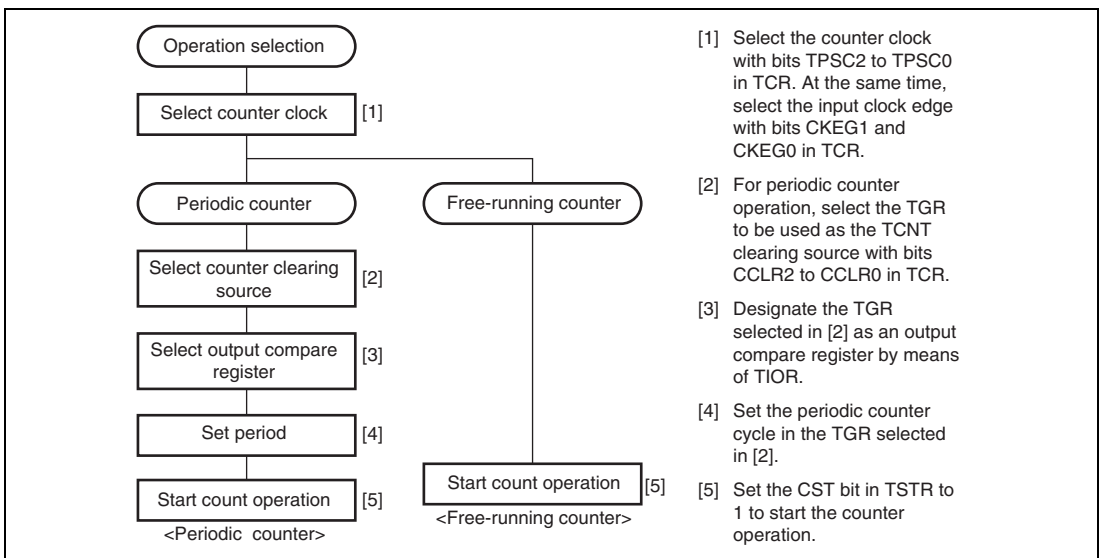 Operation selection
Select counter clock
[1]
Periodic counter
Free-running counter
Select counter clearing
source
[2]
Select output compare
register
[3]
Set period
[4]
Start count operation
[5]
<Periodic counter>
Start count operation
[5]
<Free-running counter>
[1] Select the counter clock
with bits TPSC2 to TPSC0
in TCR. At the same time,
select the input clock edge
with bits CKEG1 and
CKEG0 in TCR.
[2] For periodic counter
operation, select the TGR
to be used as the TCNT
clearing source with bits
CCLR2 to CCLR0 in TCR.
[3] Designate the TGR
selected in [2] as an output
compare register by means
of TIOR.
[4] Set the periodic counter
cycle in the TGR selected
in [2].
[5] Set the CST bit in TSTR to
1 to start the counter
operation.